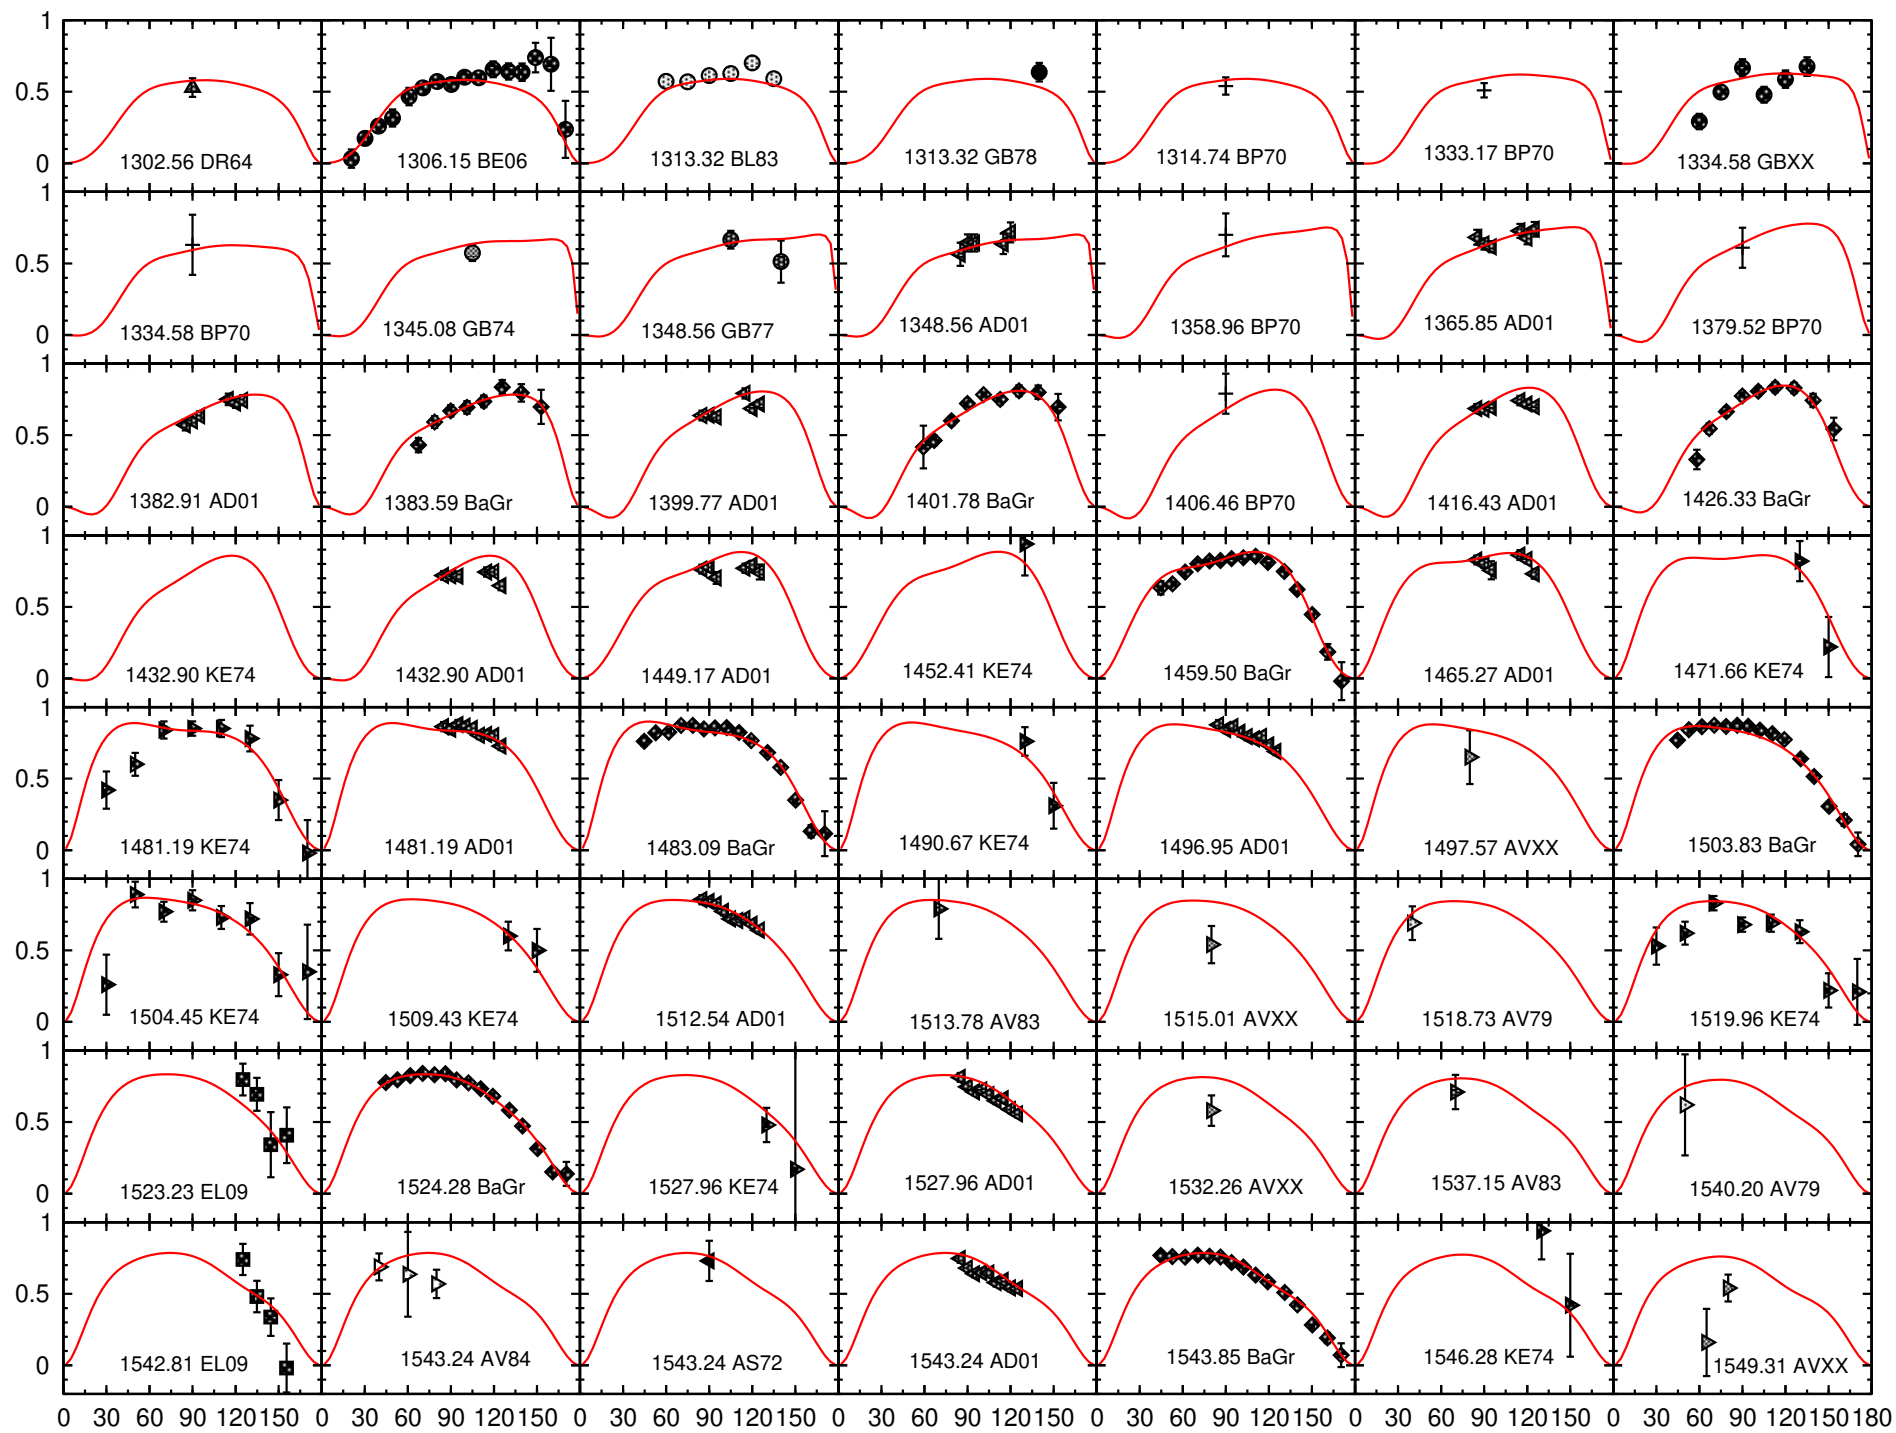 1
0.5
0
1302.56 DR64
1306.15 BE06
1313.32 BL83
1313.32 GB78
1314.74 BP70
1333.17 BP70
1334.58 GBXX
1
0.5
0
1334.58 BP70
1345.08 GB74
1348.56 GB77
1348.56 AD01
1358.96 BP70
1365.85 AD01
1379.52 BP70
1
0.5
0
1382.91 AD01
1383.59 BaGr
1399.77 AD01
1401.78 BaGr
1406.46 BP70
1416.43 AD01
1426.33 BaGr
1
0.5
0
1432.90 KE74
1432.90 AD01
1449.17 AD01
1452.41 KE74
1459.50 BaGr
1465.27 AD01
1471.66 KE74
1
0.5
0
1481.19 KE74
1481.19 AD01
1483.09 BaGr
1490.67 KE74
1496.95 AD01
1497.57 AVXX
1503.83 BaGr
1
0.5
0
1504.45 KE74
1509.43 KE74
1512.54 AD01
1513.78 AV83
1515.01 AVXX
1518.73 AV79
1519.96 KE74
1
0.5
0
1523.23 EL09
1524.28 BaGr
1527.96 KE74
1527.96 AD01
1532.26 AVXX
1537.15 AV83
1540.20 AV79
1
0.5
0
1542.81 EL09
1543.24 AV84
1543.24 AS72
1543.24 AD01
1543.85 BaGr
1546.28 KE74
1549.31 AVXX
0 30 60 90 120 150 0 30 60 90 120 150 0 30 60 90 120 150 0 30 60 90 120 150 0 30 60 90 120 150 0 30 60 90 120 150 0 30 60 90 120 150 180